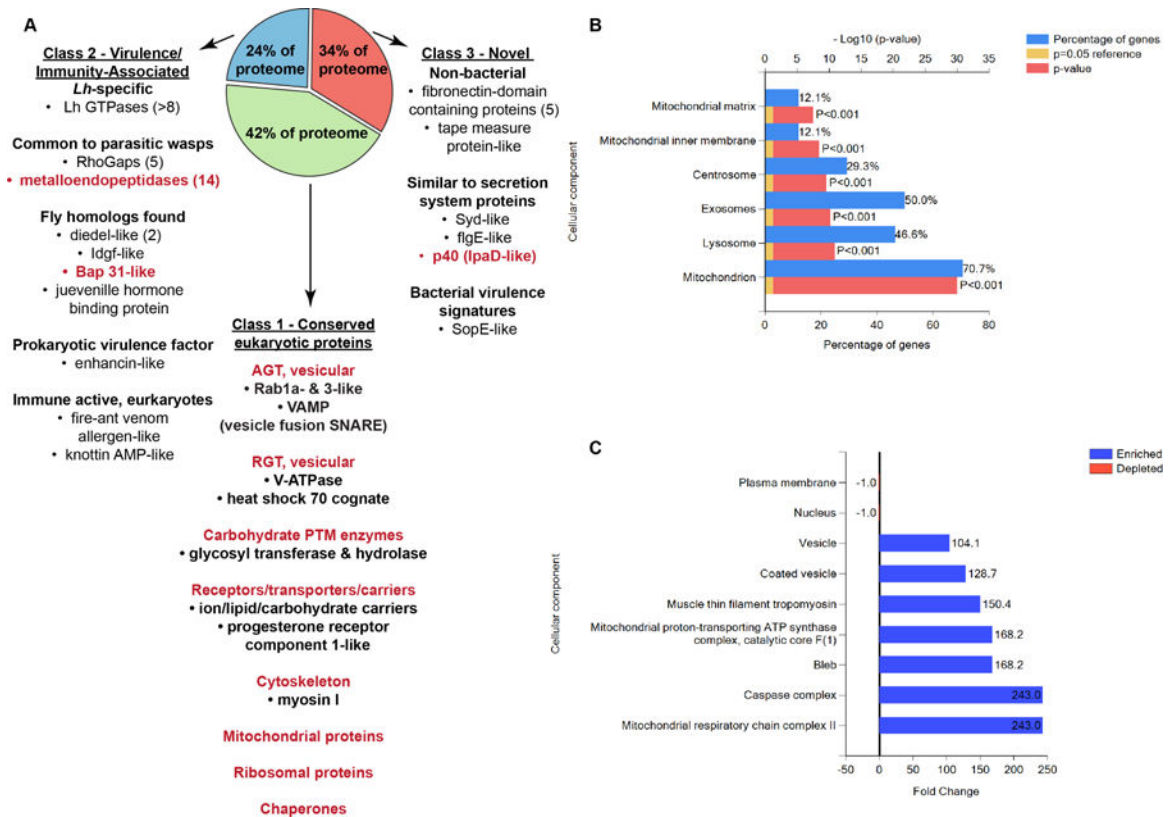 A
Class 2 - Virulence/
Immunity-Associated
Lh-specific
• Lh GTPases (>8)
Common to parasitic wasps
• RhoGaps (5)
• metalloendopeptidases (14)
Fly homologs found
• diedel-like (2)
• Idgf-like
• Bap 31-like
• juevenille hormone
binding protein
Prokaryotic virulence factor
• enhancin-like
Immune active, eurkaryotes
• fire-ant venom
allergen-like
• knottin AMP-like
24% of
proteome
34% of
proteome
42% of proteome
Class 3 - Novel
Non-bacterial
• fibronectin-domain
containing proteins (5)
• tape measure
protein-like
Similar to secretion
system proteins
• Syd-like
• flgE-like
• p40 (IpaD-like)
Bacterial virulence
signatures
• SopE-like
Class 1 - Conserved
eukaryotic proteins
AGT, vesicular
• Rab1a- & 3-like
• VAMP
(vesicle fusion SNARE)
RGT, vesicular
• V-ATPase
• heat shock 70 cognate
Carbohydrate PTM enzymes
• glycosyl transferase & hydrolase
Receptors/transporters/carriers
• ion/lipid/carbohydrate carriers
• progesterone receptor
component 1-like
Cytoskeleton
• myosin I
Mitochondrial proteins
Ribosomal proteins
Chaperones
B
- Log10 (p-value)
0 5 10 15 20 25 30 35
Percentage of genes
p=0.05 reference
p-value
Cellular component
Mitochondrial matrix
12.1%
P<0.001
Mitochondrial inner membrane
12.1%
P<0.001
Centrosome
29.3%
P<0.001
Exosomes
50.0%
P<0.001
Lysosome
46.6%
P<0.001
Mitochondrion
70.7%
P<0.001
0 10 20 30 40 50 60 70 80
Percentage of genes
C
Enriched
Depleted
Cellular component
Plasma membrane -1.0
Nucleus -1.0
Vesicle 104.1
Coated vesicle 128.7
Muscle thin filament tropomyosin 150.4
Mitochondrial proton-transporting ATP synthase
complex, catalytic core F(1) 168.2
Bleb 168.2
Caspase complex 243.0
Mitochondrial respiratory chain complex II 243.0
-50 0 50 100 150 200 250
Fold Change